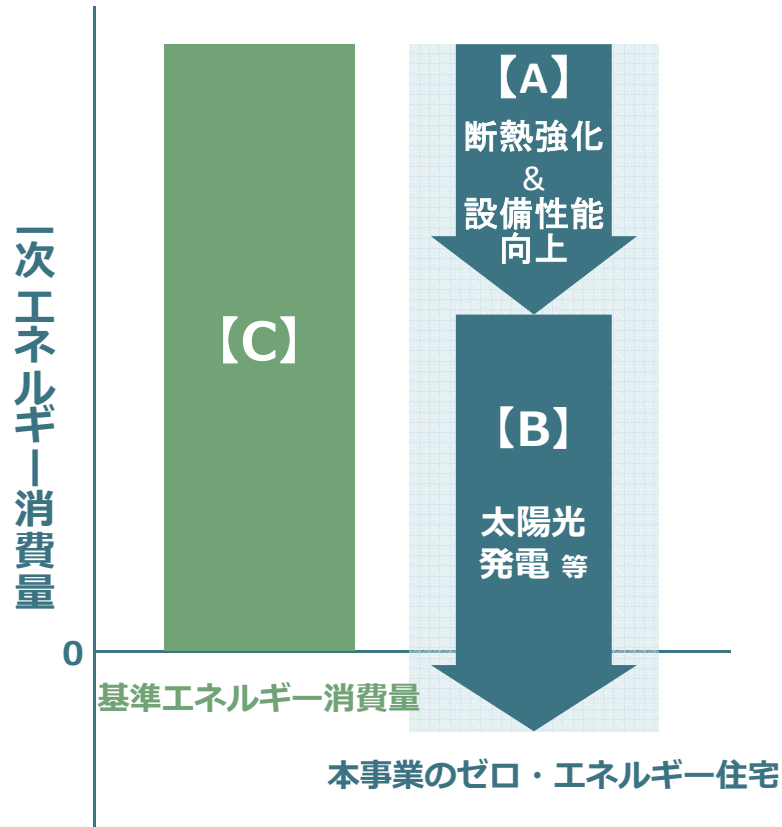 一次エネルギー消費量
【C】
【A】
断熱強化
&
設備性能
向上
【B】
太陽光
発電 等
0
基準エネルギー消費量
本事業のゼロ・エネルギー住宅